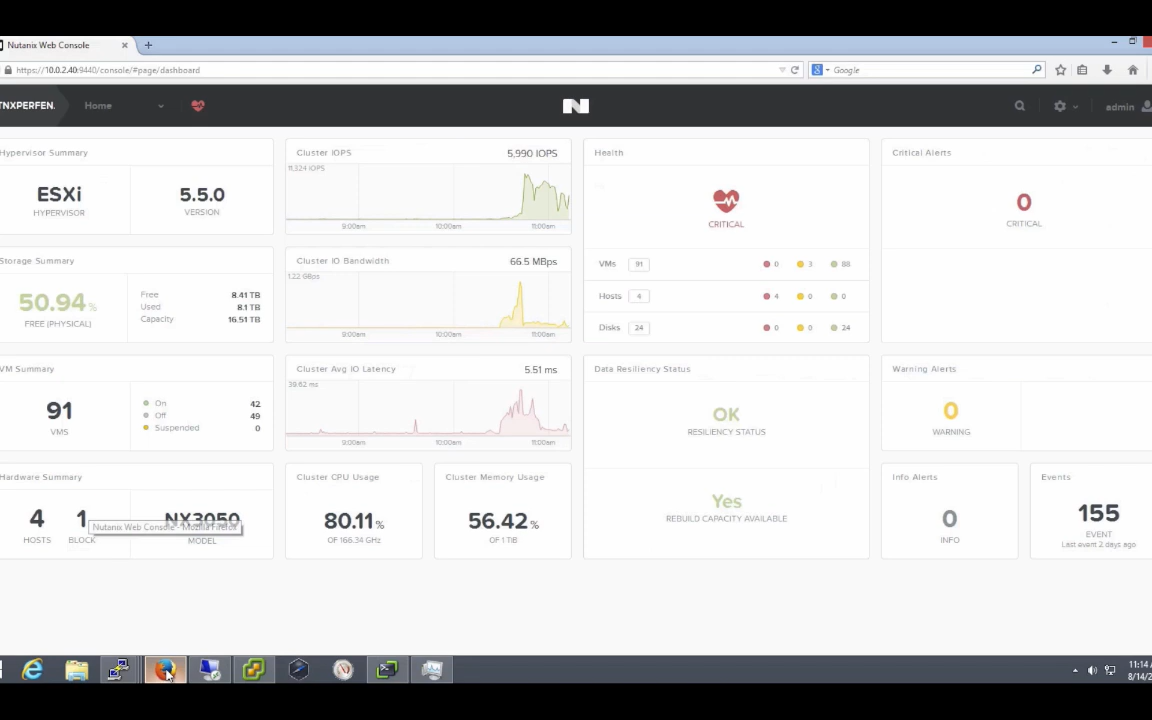 Nutanix Web Console
https://10.0.2.40:9440/console/#page/dashboard
Google
TNXPERFEN.
Home
admin
Hypervisor Summary
ESXi
HYPERVISOR
5.5.0
VERSION
Cluster IOPS
5,990 IOPS
11,324 IOPS
9:00am 10:00am 11:00am
Health
CRITICAL
VMs 91 0 3 88
Hosts 4 4 0 0
Disks 24 0 0 24
Critical Alerts
0
CRITICAL
Storage Summary
50.94 %
FREE (PHYSICAL)
Free 8.41 TB
Used 8.1 TB
Capacity 16.51 TB
Cluster IO Bandwidth
66.5 MBps
1.22 GBps
9:00am 10:00am 11:00am
VM Summary
91
VMS
On 42
Off 49
Suspended 0
Cluster Avg IO Latency
5.51 ms
39.62 ms
9:00am 10:00am 11:00am
Data Resiliency Status
OK
RESILIENCY STATUS
Yes
REBUILD CAPACITY AVAILABLE
Warning Alerts
0
WARNING
Hardware Summary
4
HOSTS
1
BLOCK
NX3050
MODEL
Nutanix Web Console - Mozilla Firefox
Cluster CPU Usage
80.11 %
OF 166.34 GHz
Cluster Memory Usage
56.42 %
OF 1 TiB
Info Alerts
0
INFO
Events
155
EVENT
Last event 2 days ago
11:14
8/14/2